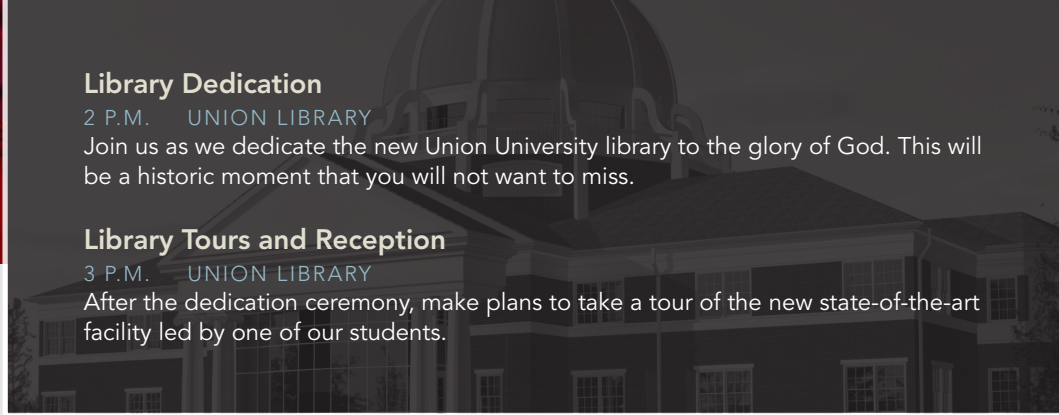 Library Dedication
2 P.M. UNION LIBRARY
Join us as we dedicate the new Union University library to the glory of God. This will
be a historic moment that you will not want to miss.
Library Tours and Reception
3 P.M. UNION LIBRARY
After the dedication ceremony, make plans to take a tour of the new state-of-the-art
facility led by one of our students.